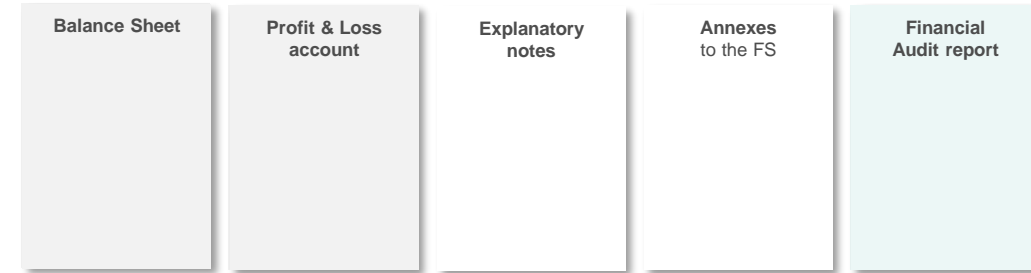 Balance Sheet
Profit & Loss
account
Explanatory
notes
Annexes
to the FS
Financial
Audit report